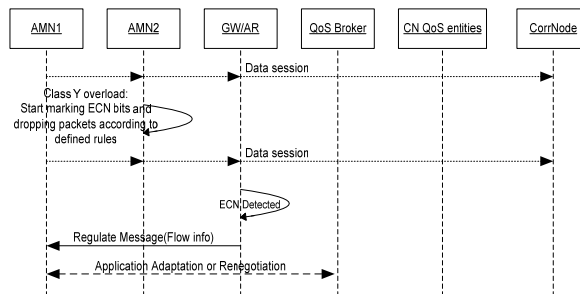 AMN1
AMN2
GW/AR
QoS Broker
CN QoS entities
CorrNode
Data session
Class Y overload:
Start marking ECN bits and
dropping packets according to
defined rules
Data session
ECN Detected
Regulate Message(Flow info)
Application Adaptation or Renegotiation